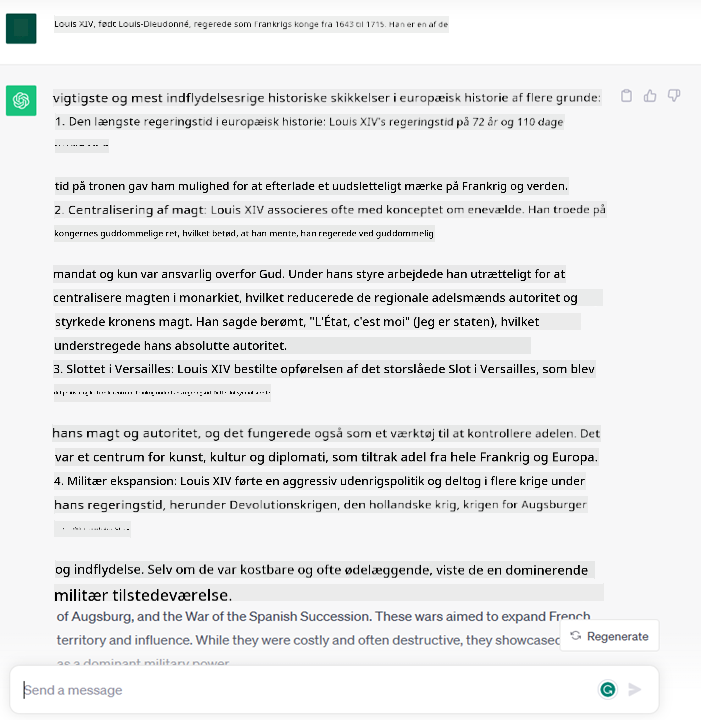 Louis XIV, født Louis-Dieudonné, regerede som Frankrigs konge fra 1643 til 1715. Han er en af de
vigtigste og mest indflydelsesrige historiske skikkelser i europæisk historie af flere grunde:
1. Den længste regeringstid i europæisk historie: Louis XIV's regeringstid på 72 år og 110 dage
tid på tronen gav ham mulighed for at efterlade et uudsletteligt mærke på Frankrig og verden.
2. Centralisering af magt: Louis XIV associeres ofte med konceptet om enevælde. Han troede på
kongernes guddommelige ret, hvilket betød, at han mente, han regerede ved guddommelig
mandat og kun var ansvarlig overfor Gud. Under hans styre arbejdede han utrætteligt for at
centralisere magten i monarkiet, hvilket reducerede de regionale adelsmænds autoritet og
styrkede kronens magt. Han sagde berømt, "L'État, c'est moi" (Jeg er staten), hvilket
understregede hans absolutte autoritet.
3. Slottet i Versailles: Louis XIV bestilte opførelsen af det storslåede Slot i Versailles, som blev
hans magt og autoritet, og det fungerede også som et værktøj til at kontrollere adelen. Det
var et centrum for kunst, kultur og diplomati, som tiltrak adel fra hele Frankrig og Europa.
4. Militær ekspansion: Louis XIV førte en aggressiv udenrigspolitik og deltog i flere krige under
hans regeringstid, herunder Devolutionskrigen, den hollandske krig, krigen for Augsburger
og indflydelse. Selv om de var kostbare og ofte ødelæggende, viste de en dominerende
militær tilstedeværelse.
of Augsburg, and the War of the Spanish Succession. These wars aimed to expand French
territory and influence. While they were costly and often destructive, they showcased
as a dominant military power.
Regenerate
Send a message